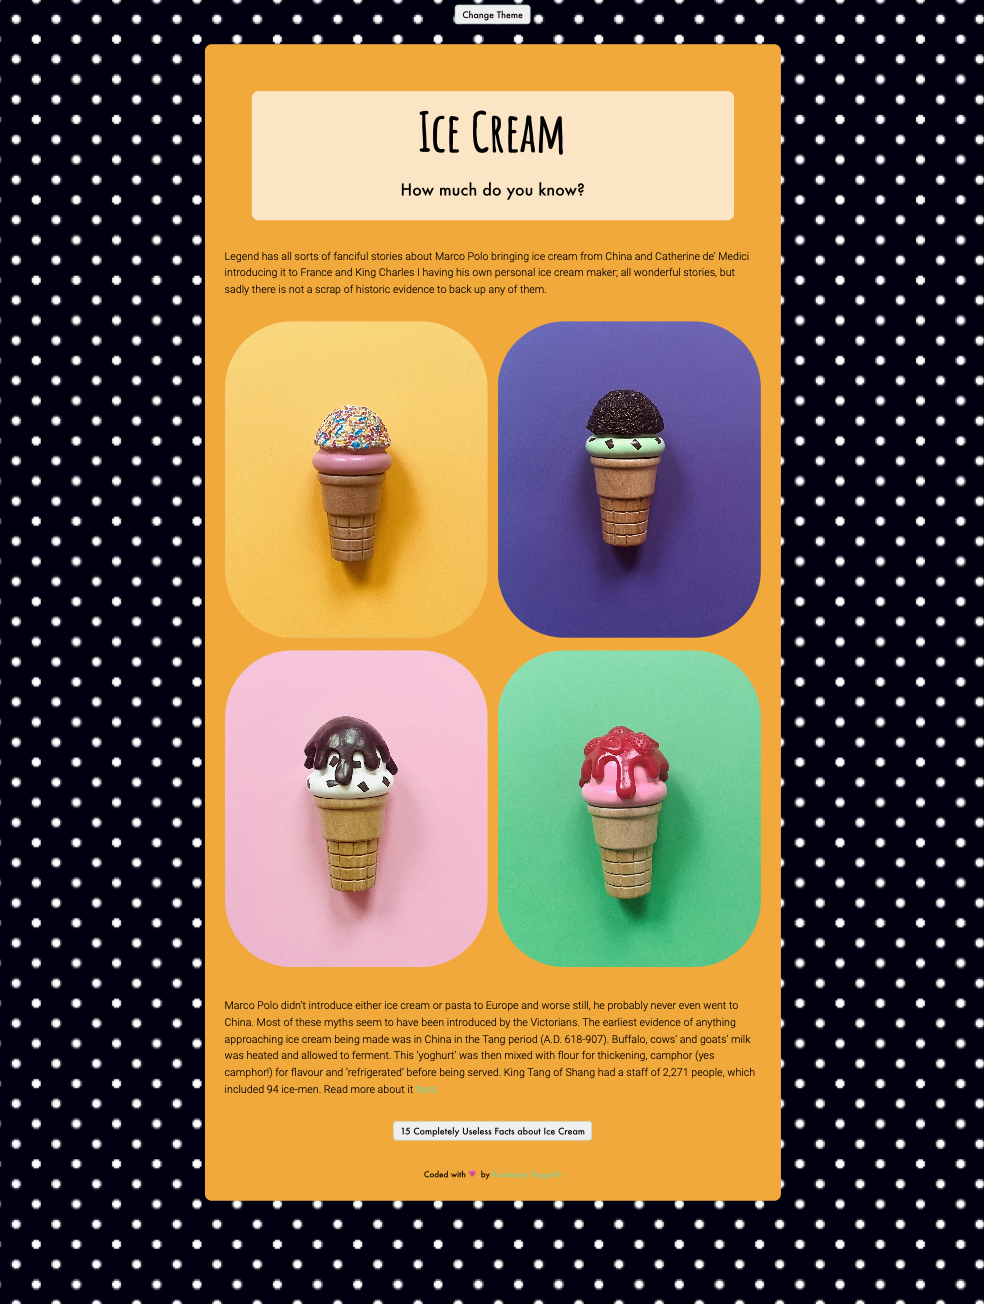 Change Theme
Ice Cream
How much do you know?
Legend has all sorts of fanciful stories about Marco Polo bringing ice cream from China and Catherine de' Medici
introducing it to France and King Charles I having his own personal ice cream maker; all wonderful stories, but
sadly there is not a scrap of historic evidence to back up any of them.
Marco Polo didn't introduce either ice cream or pasta to Europe and worse still, he probably never even went to
China. Most of these myths seem to have been introduced by the Victorians. The earliest evidence of anything
approaching ice cream being made was in China in the Tang period (A.D. 618-907). Buffalo, cows' and goats' milk
was heated and allowed to ferment. This 'yoghurt' was then mixed with flour for thickening, camphor (yes
camphor!) for flavour and 'refrigerated' before being served. King Tang of Shang had a staff of 2,271 people, which
included 94 ice-men. Read more about it
15 Completely Useless Facts about Ice Cream
Coded with 💗 by